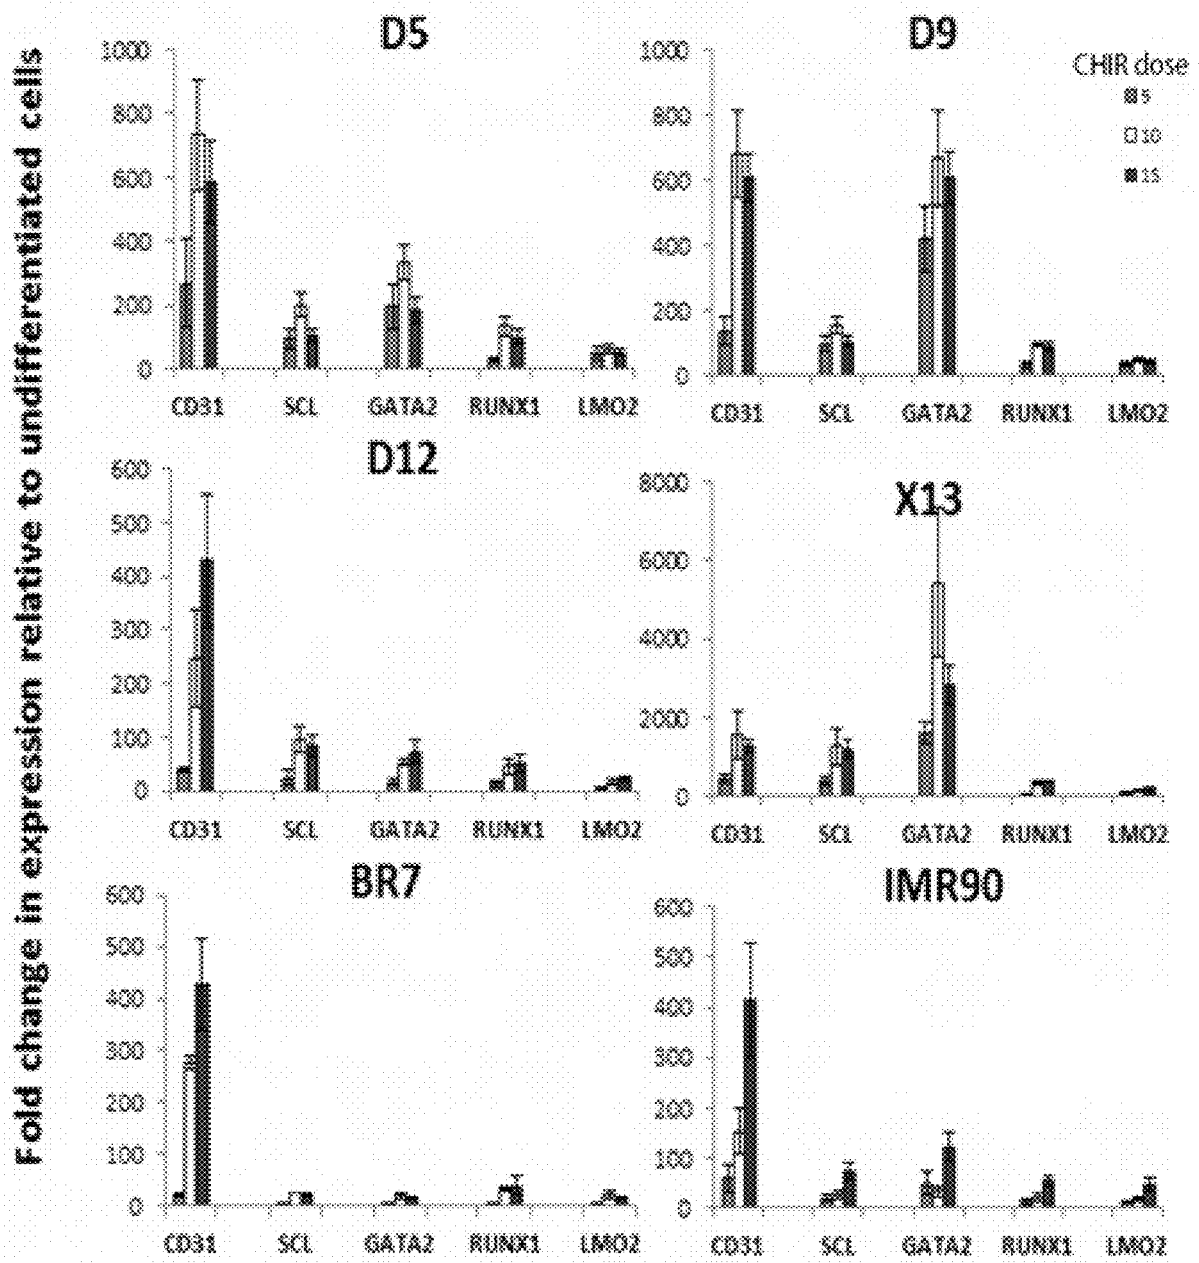 Fold change in expression relative to undifferentiated cells
D5
1000
800
600
400
200
0
CD31 SCL GATA2 RUNX1 LMO2
D9
1000
800
600
400
200
0
CD31 SCL GATA2 RUNX1 LMO2
CHIR dose
5
10
15
D12
600
500
400
300
200
100
0
CD31 SCL GATA2 RUNX1 LMO2
X13
8000
6000
4000
2000
0
CD31 SCL GATA2 RUNX1 LMO2
BR7
600
500
400
300
200
100
0
CD31 SCL GATA2 RUNX1 LMO2
IMR90
600
500
400
300
200
100
0
CD31 SCL GATA2 RUNX1 LMO2